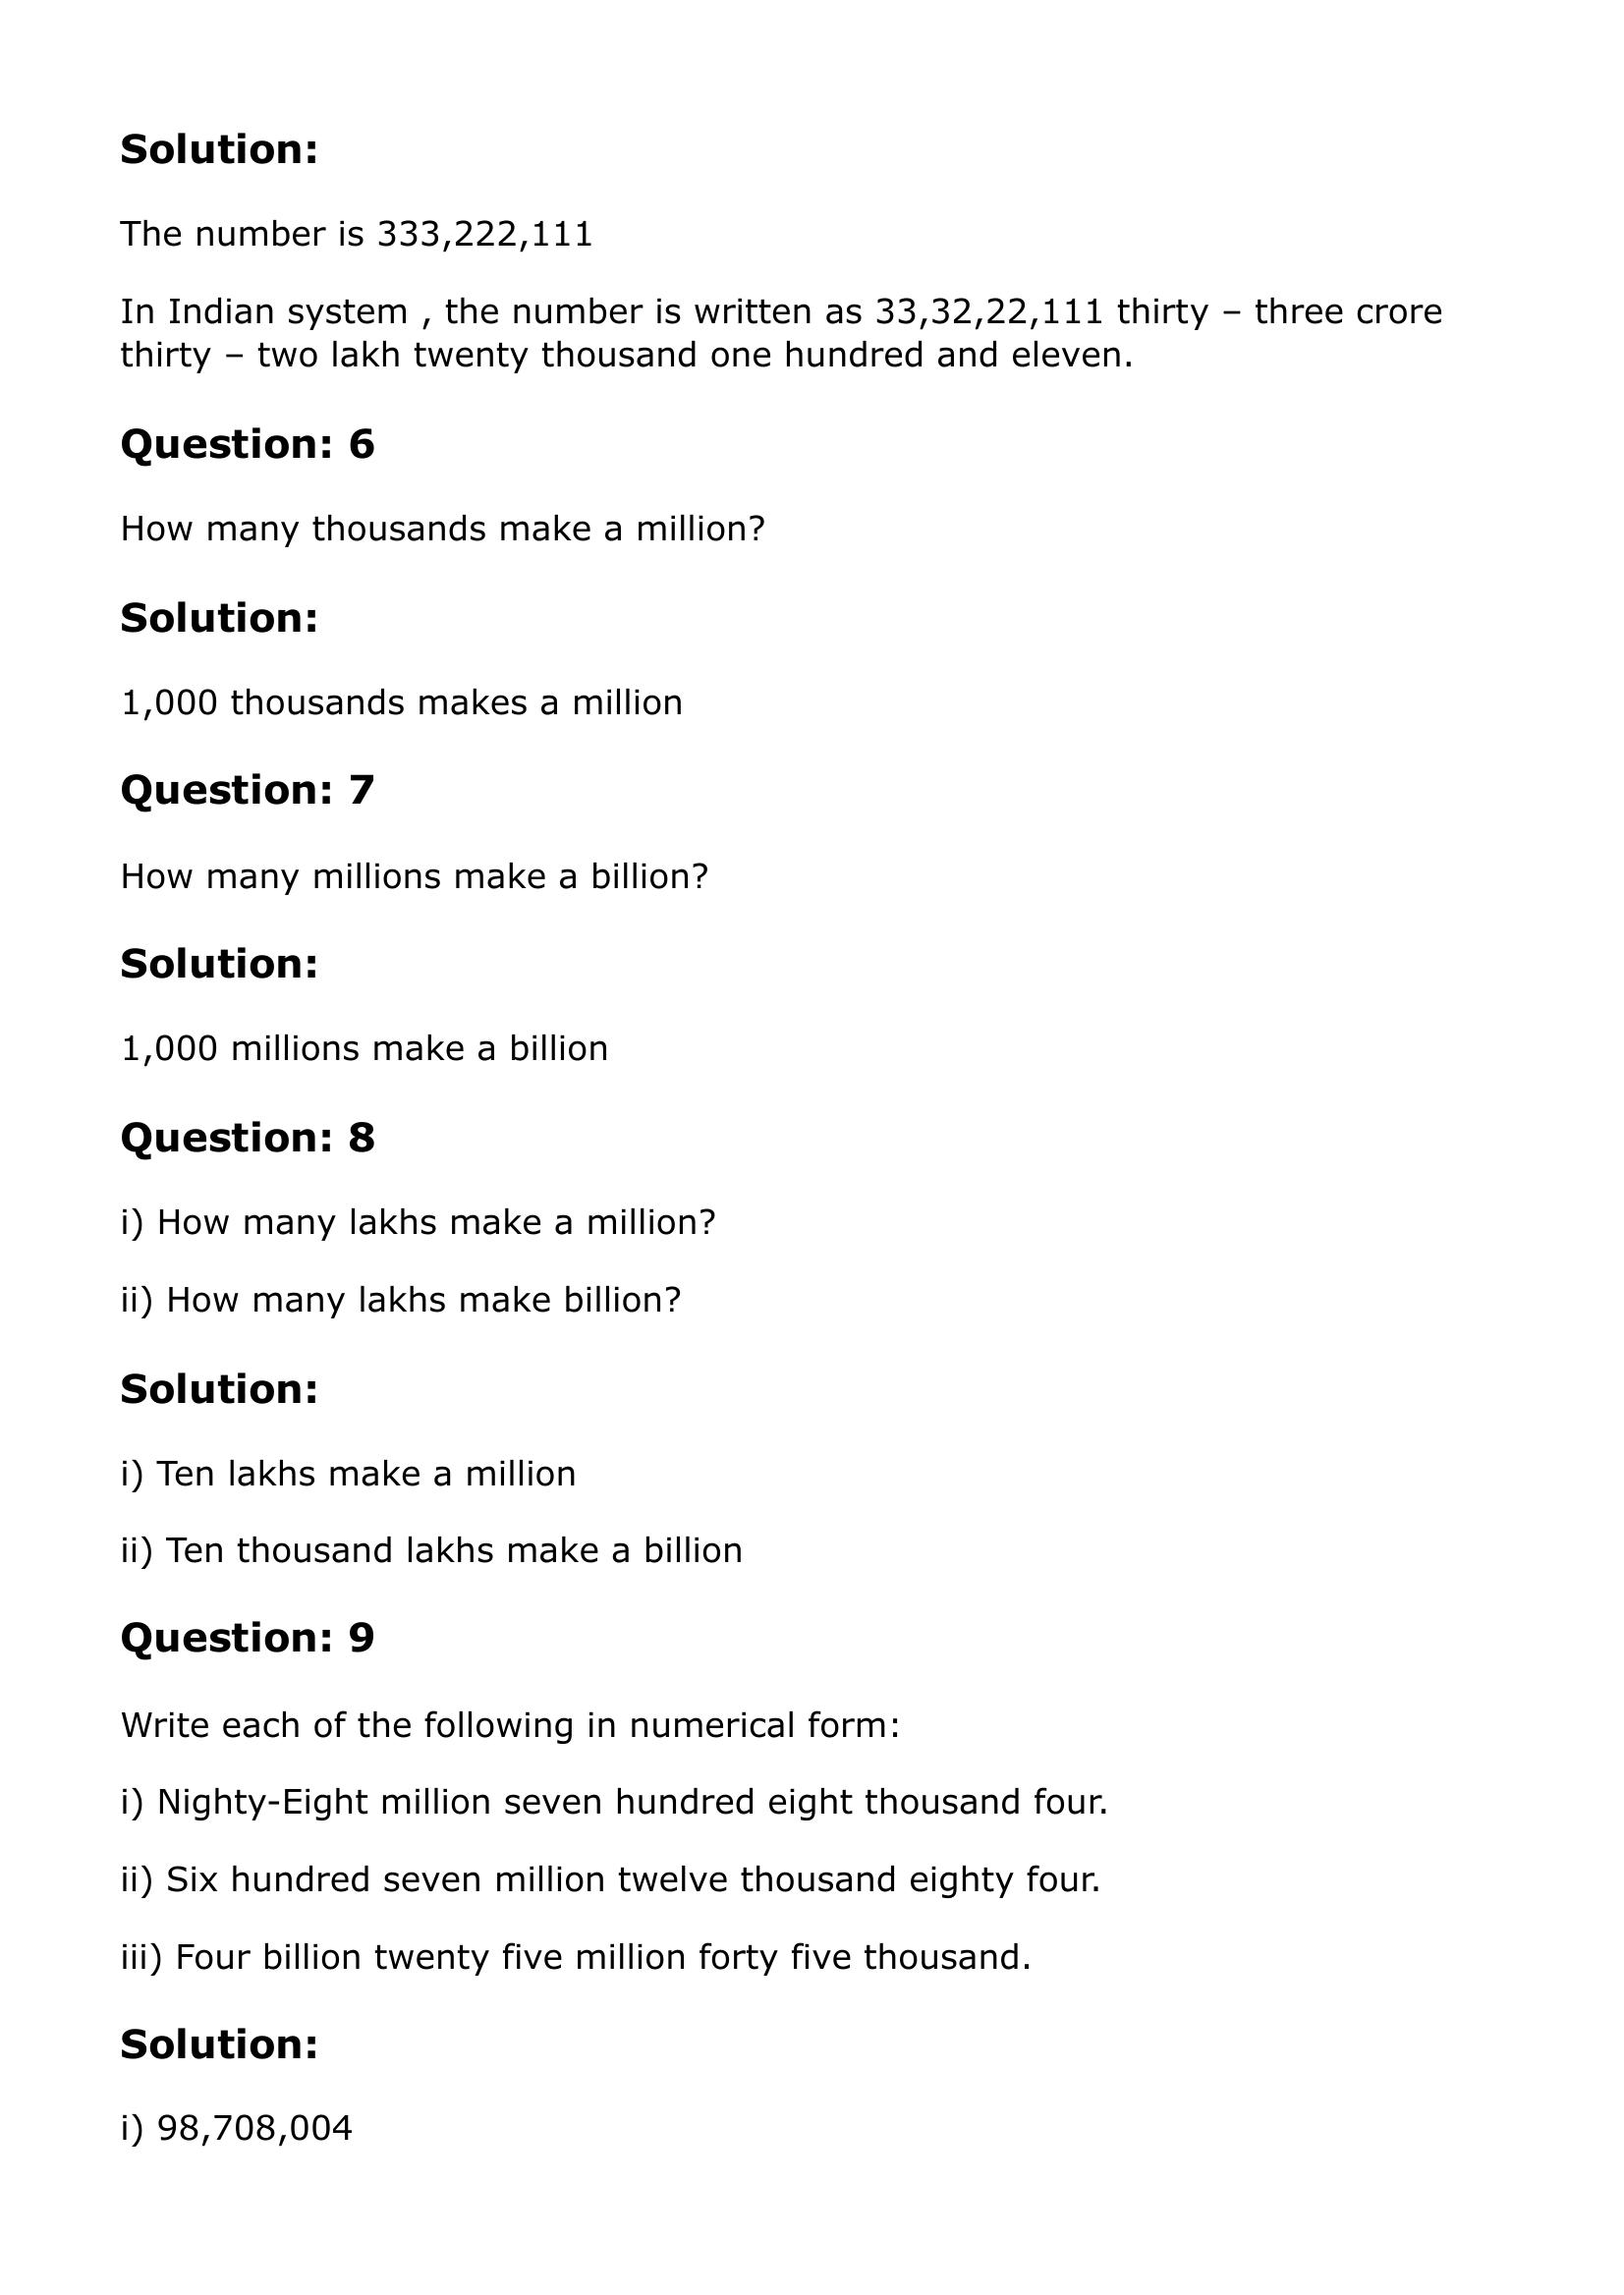 Solution:
The number is 333,222,111
In Indian system , the number is written as 33,32,22,111 thirty – three crore
thirty – two lakh twenty thousand one hundred and eleven.
Question: 6
How many thousands make a million?
Solution:
1,000 thousands makes a million
Question: 7
How many millions make a billion?
Solution:
1,000 millions make a billion
Question: 8
i) How many lakhs make a million?
ii) How many lakhs make billion?
Solution:
i) Ten lakhs make a million
ii) Ten thousand lakhs make a billion
Question: 9
Write each of the following in numerical form:
i) Nighty-Eight million seven hundred eight thousand four.
ii) Six hundred seven million twelve thousand eighty four.
iii) Four billion twenty five million forty five thousand.
Solution:
i) 98,708,004